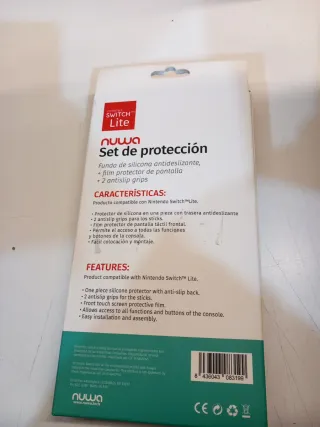 SWITCH™
Lite
nuwa
Set de protección
Funda de silicona antideslizante,
+ film protector de pantalla
+ 2 antislip grips
CARACTERÍSTICAS:
Producto compatible con Nintendo Switch™Lite.
• Protector de silicona en una pieza con trasera antideslizante
• 2 antislip grips para los sticks.
• Film protector de pantalla táctil frontal.
• Permite el acceso a todas las funciones
y botones de la consola.
• Fácil colocación y montaje.
FEATURES:
Product compatible with Nintendo Switch™ Lite.
• One piece silicone protector with anti-slip back.
• 2 antislip grips for the sticks.
• Front touch screen protective film.
• Allows access to all functions and buttons of the console.
• Easy installation and assembly.
nuwa
CE